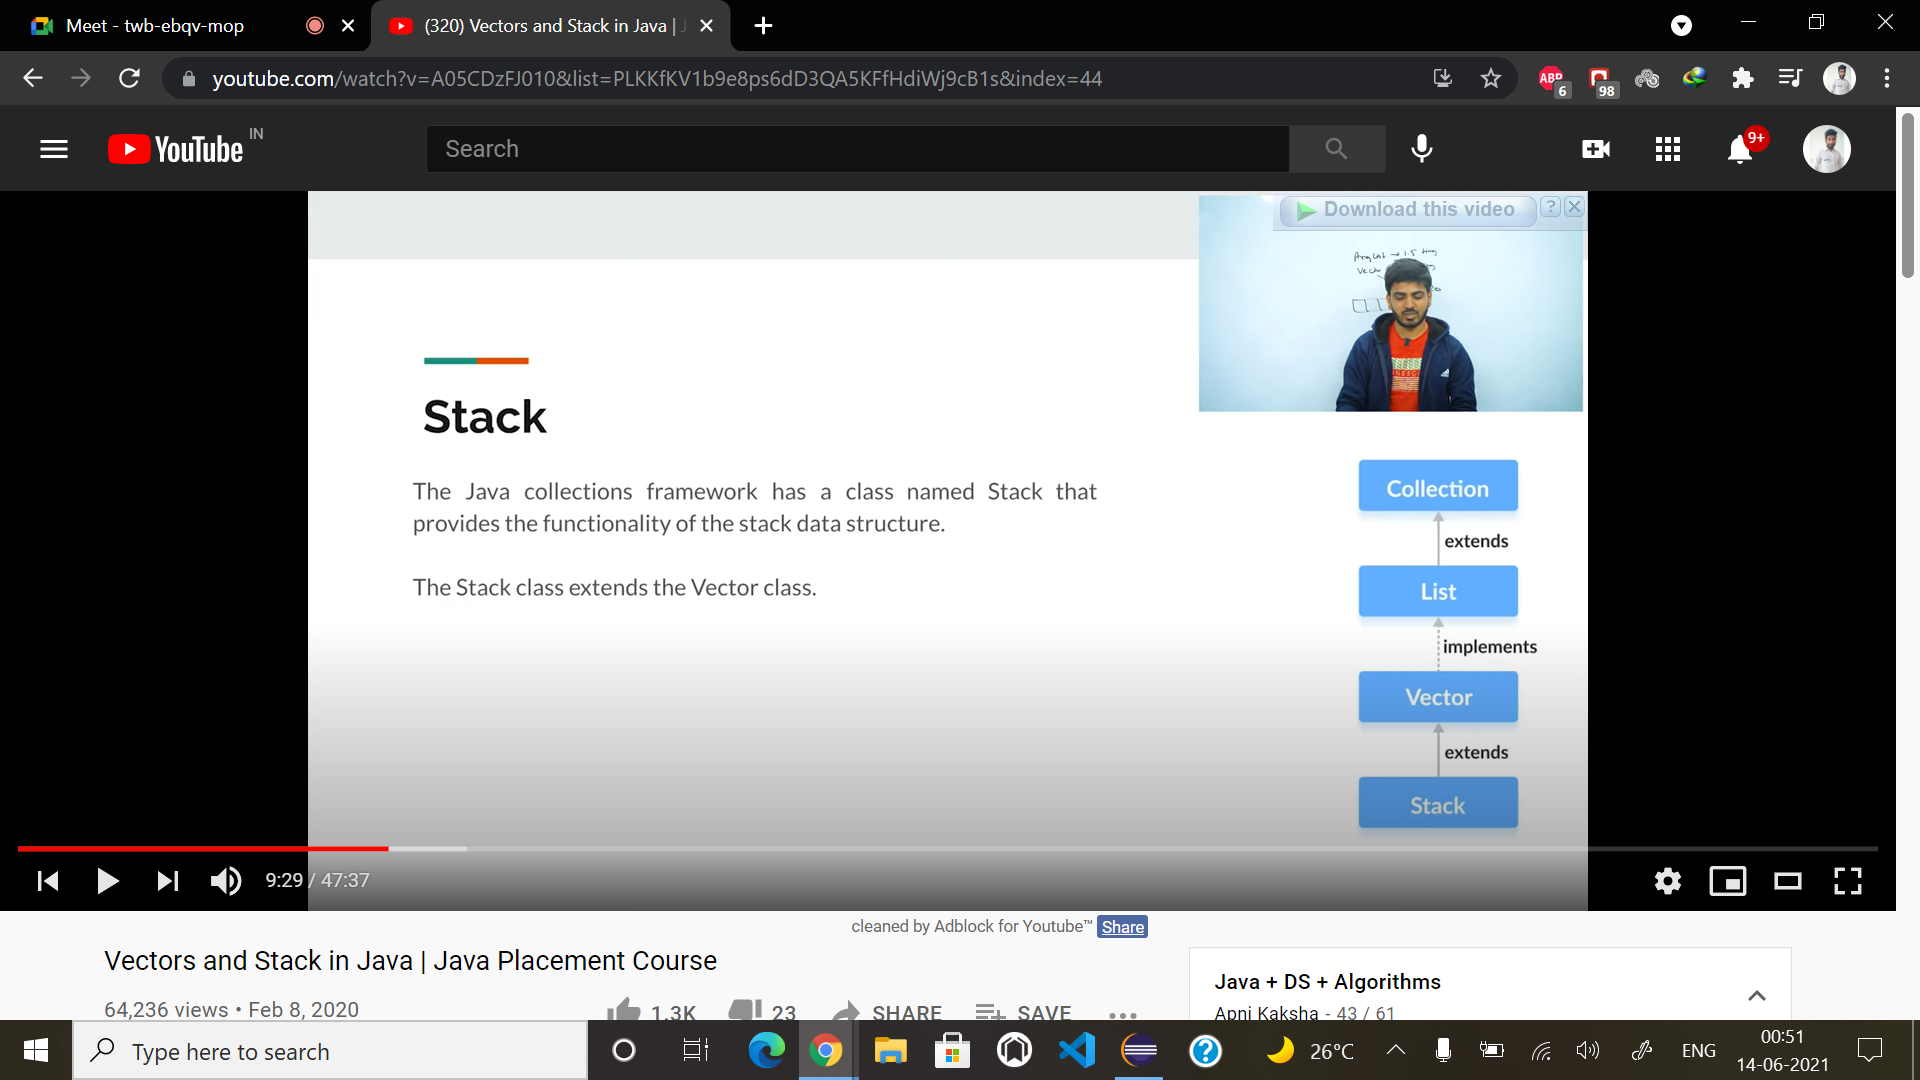 Meet - twb-ebqv-mop
(320) Vectors and Stack in Java |
youtube.com/watch?v=A05CDzFJ010&list=PLKKfKV1b9e8ps6dD3QA5KFfHdiWj9cB1s&index=44
ABP
6
98
YouTube IN
Search
9+
Download this video
?
Stack
The Java collections framework has a class named Stack that
provides the functionality of the stack data structure.
The Stack class extends the Vector class.
Collection
extends
List
implements
Vector
extends
Stack
9:29 / 47:37
cleaned by Adblock for Youtube™ Share
Vectors and Stack in Java | Java Placement Course
64,236 views • Feb 8, 2020
1.3K
23
SHARE
SAVE
Java + DS + Algorithms
Apni Kaksha - 43 / 61
Type here to search
26°C
ENG
00:51
14-06-2021